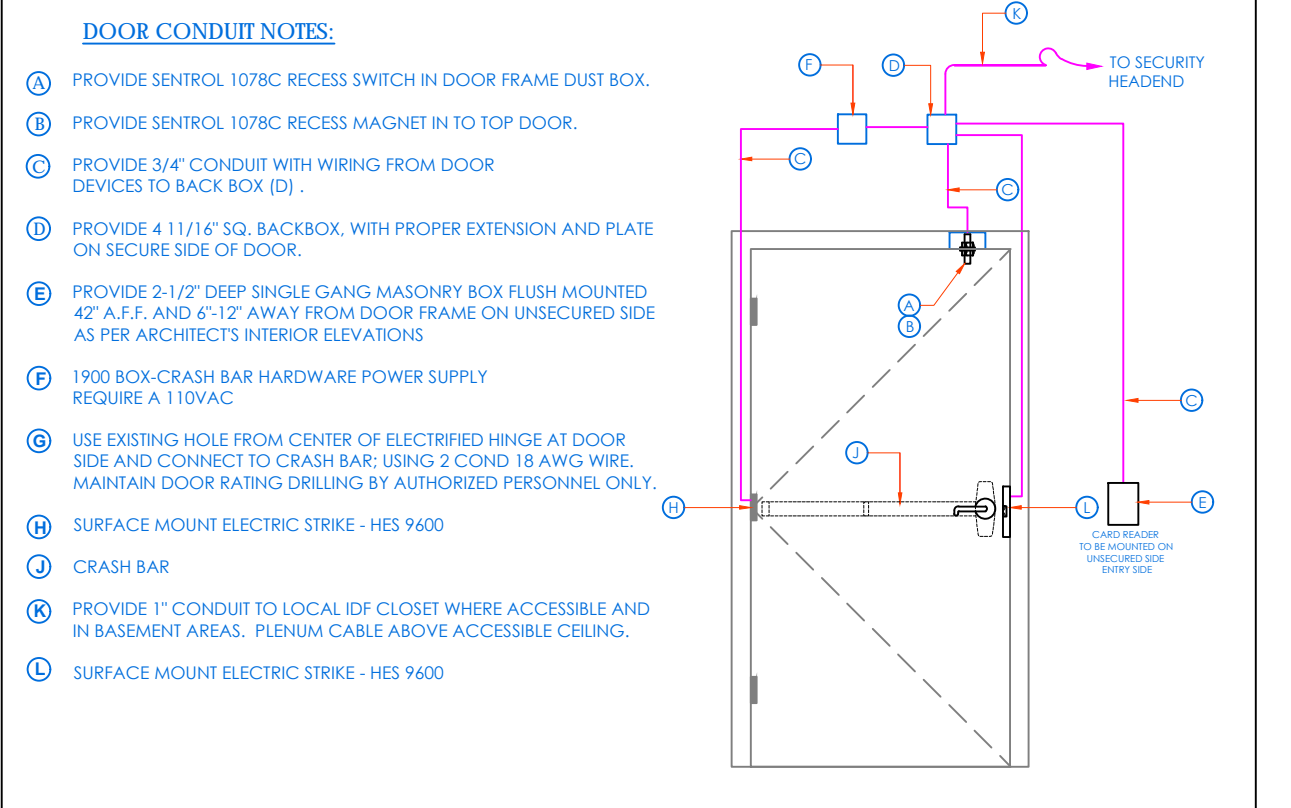 DOOR CONDUIT NOTES:
A PROVIDE SENTROL 1078C RECESS SWITCH IN DOOR FRAME DUST BOX.
B PROVIDE SENTROL 1078C RECESS MAGNET IN TO TOP DOOR.
C PROVIDE 3/4" CONDUIT WITH WIRING FROM DOOR
DEVICES TO BACK BOX (D) .
D PROVIDE 4 11/16" SQ. BACKBOX, WITH PROPER EXTENSION AND PLATE
ON SECURE SIDE OF DOOR.
E PROVIDE 2-1/2" DEEP SINGLE GANG MASONRY BOX FLUSH MOUNTED
42" A.F.F. AND 6"-12" AWAY FROM DOOR FRAME ON UNSECURED SIDE
AS PER ARCHITECT'S INTERIOR ELEVATIONS
F 1900 BOX-CRASH BAR HARDWARE POWER SUPPLY
REQUIRE A 110VAC
G USE EXISTING HOLE FROM CENTER OF ELECTRIFIED HINGE AT DOOR
SIDE AND CONNECT TO CRASH BAR; USING 2 COND 18 AWG WIRE.
MAINTAIN DOOR RATING DRILLING BY AUTHORIZED PERSONNEL ONLY.
H SURFACE MOUNT ELECTRIC STRIKE - HES 9600
J CRASH BAR
K PROVIDE 1" CONDUIT TO LOCAL IDF CLOSET WHERE ACCESSIBLE AND
IN BASEMENT AREAS. PLENUM CABLE ABOVE ACCESSIBLE CEILING.
L SURFACE MOUNT ELECTRIC STRIKE - HES 9600
K
F
D
TO SECURITY
HEADEND
C
C
A
B
C
J
H
L
E
CARD READER
TO BE MOUNTED ON
UNSECURED SIDE
ENTRY SIDE